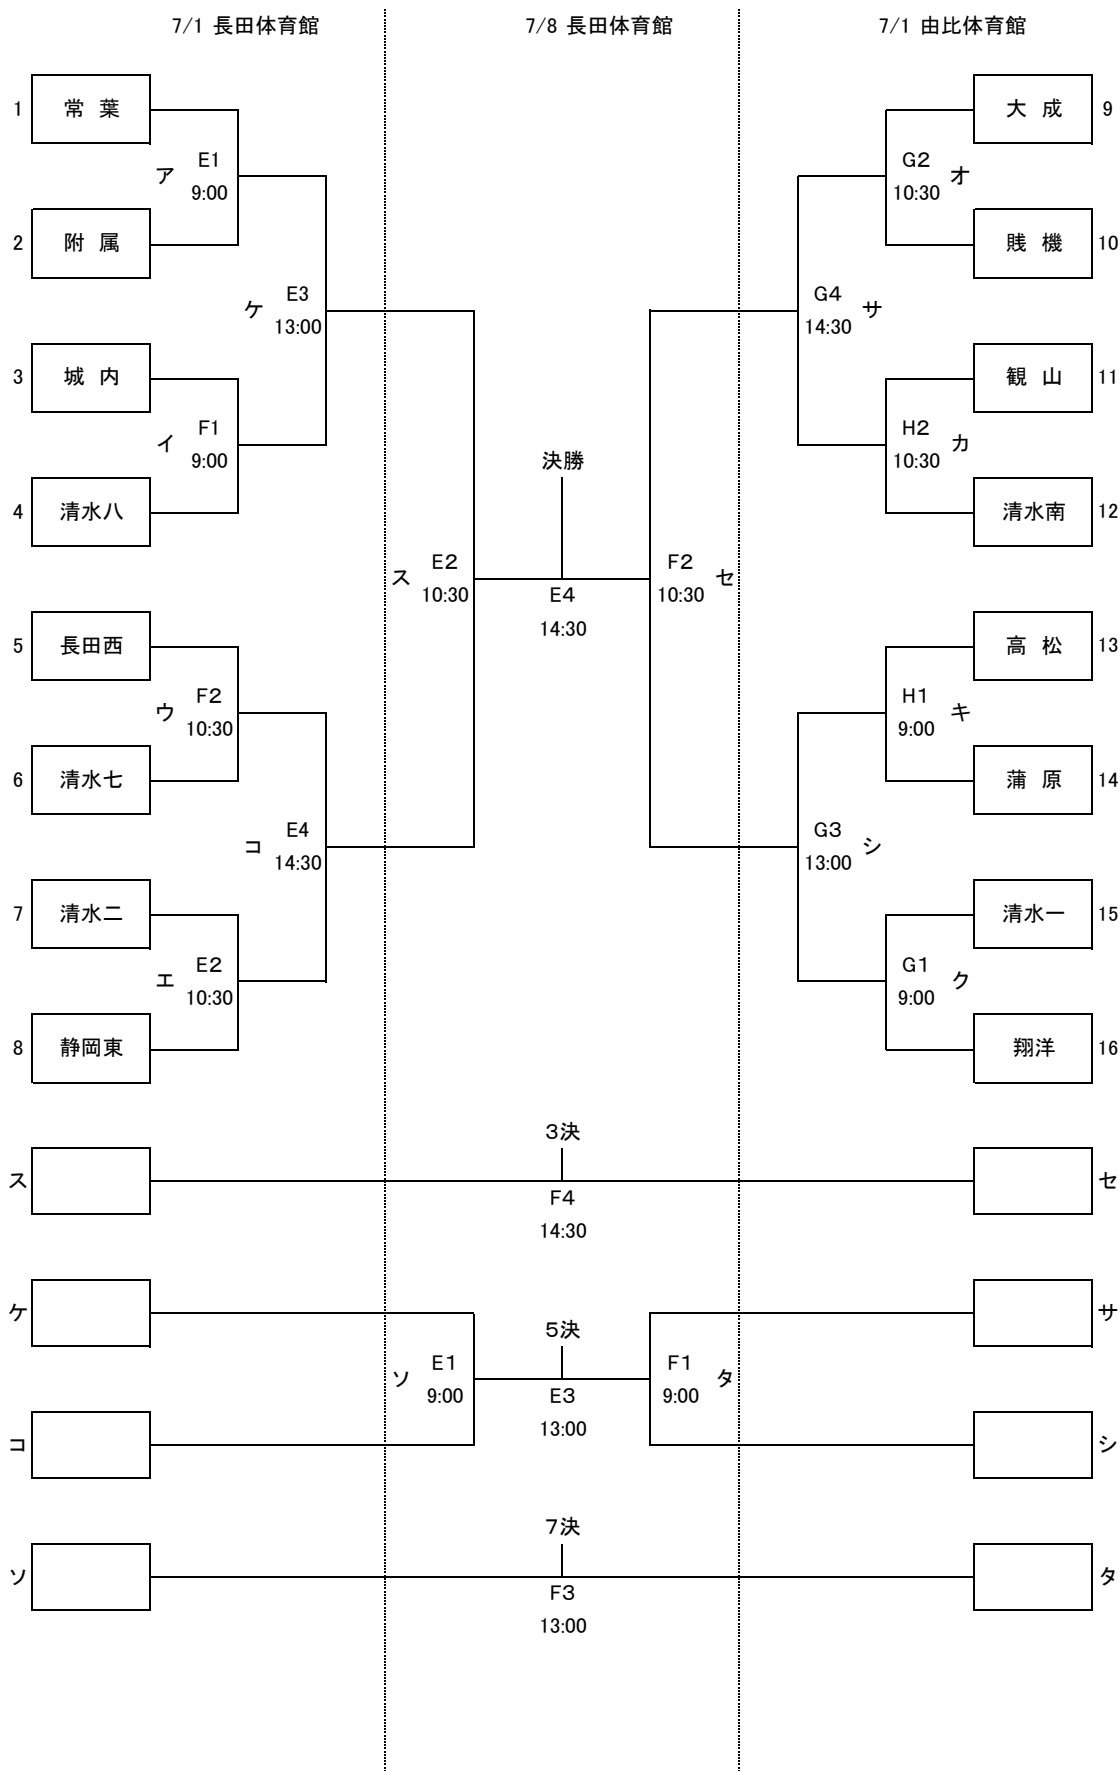 7/1 長田体育館
7/8 長田体育館
7/1 由比体育館
1 常 葉
ア E1
9:00
2 附 属
ケ E3
13:00
3 城 内
イ F1
9:00
4 清水八
5 長田西
ウ F2
10:30
6 清水七
コ E4
14:30
7 清水二
エ E2
10:30
8 静岡東
ス E2
10:30
決勝
E4
14:30
F2 セ
10:30
大 成 9
G2 オ
10:30
賎 機 10
G4 サ
14:30
観 山 11
H2 カ
10:30
清水南 12
高 松 13
H1 キ
9:00
蒲 原 14
G3 シ
13:00
清水一 15
G1 ク
9:00
翔洋 16
3決
ス セ
F4
14:30
ケ サ
5決
ソ E1 F1 タ
9:00 9:00
E3
13:00
コ シ
7決
ソ タ
F3
13:00